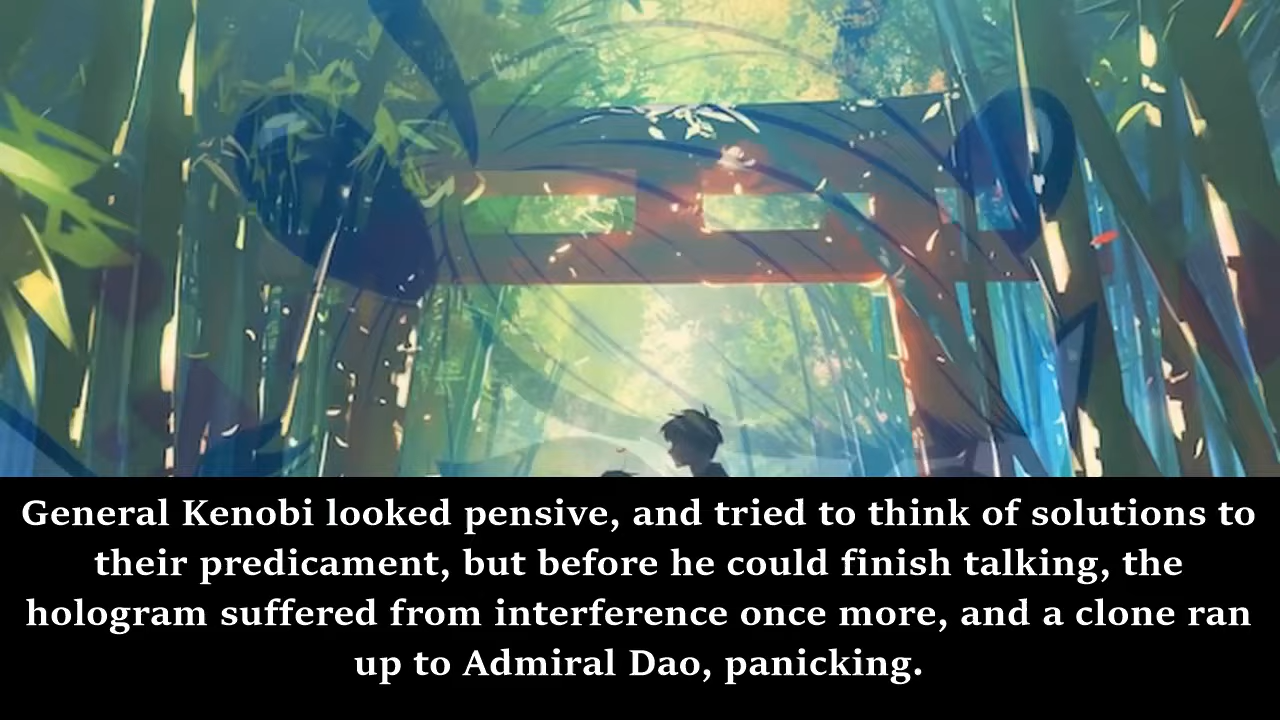 General Kenobi looked pensive, and tried to think of solutions to
their predicament, but before he could finish talking, the
hologram suffered from interference once more, and a clone ran
up to Admiral Dao, panicking.